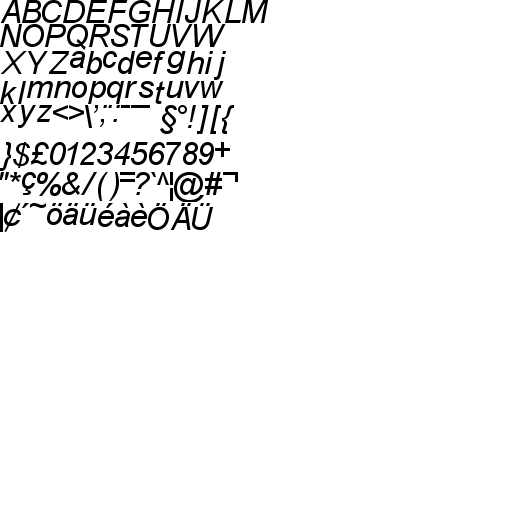 ABCDEFGHIJKLM
NOPQRSTUVW
XYZabcdefghij
klmnopqrstuvw
xyz<>\',¨.¯— §°!][{
}$£0123456789+
"*ç%&/()=?`^¦@#¬
|¢´~öäüéàèÖÄÜ